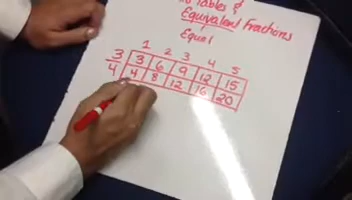 Tables &
Equivalent Fractions
Equal
1 2 3 4 5
3 3 6 9 12 15
4 4 8 12 16 20